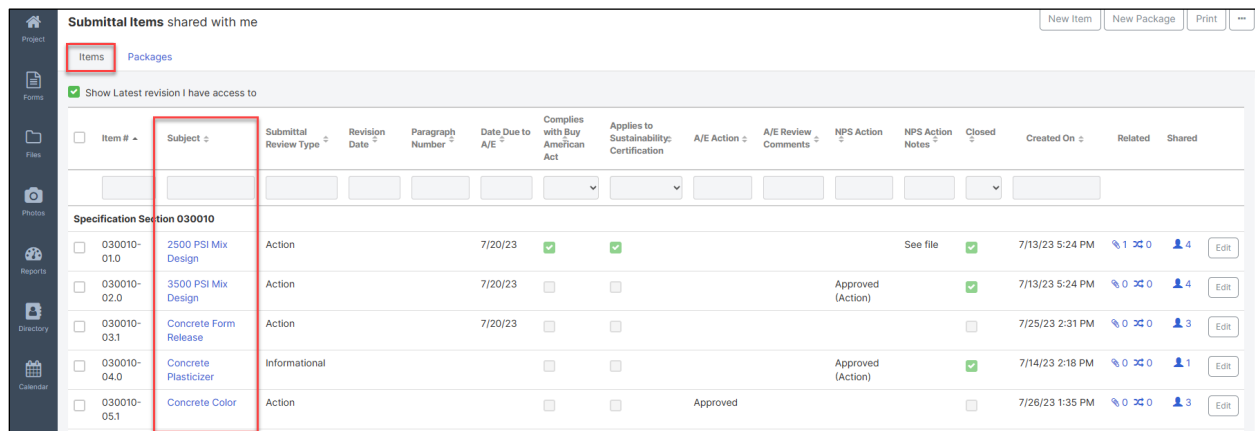 Submittal Items shared with me
New Item
New Package
Print
...
Project
Forms
Files
Photos
Reports
Directory
Calendar
Items
Packages
Show Latest revision I have access to
Item #
Subject
Submittal
Review Type
Revision
Date
Paragraph
Number
Date Due to
A/E
Complies
with Buy
American
Act
Applies to
Sustainability
Certification
A/E Action
A/E Review
Comments
NPS Action
NPS Action
Notes
Closed
Created On
Related
Shared
Specification Section 030010
030010-
01.0
2500 PSI Mix
Design
Action
7/20/23
See file
7/13/23 5:24 PM
1
0
4
Edit
030010-
02.0
3500 PSI Mix
Design
Action
7/20/23
Approved
(Action)
7/13/23 5:24 PM
0
0
4
Edit
030010-
03.1
Concrete Form
Release
Action
7/20/23
7/25/23 2:31 PM
0
0
3
Edit
030010-
04.0
Concrete
Plasticizer
Informational
Approved
(Action)
7/14/23 2:18 PM
0
0
1
Edit
030010-
05.1
Concrete Color
Action
Approved
7/26/23 1:35 PM
0
0
3
Edit